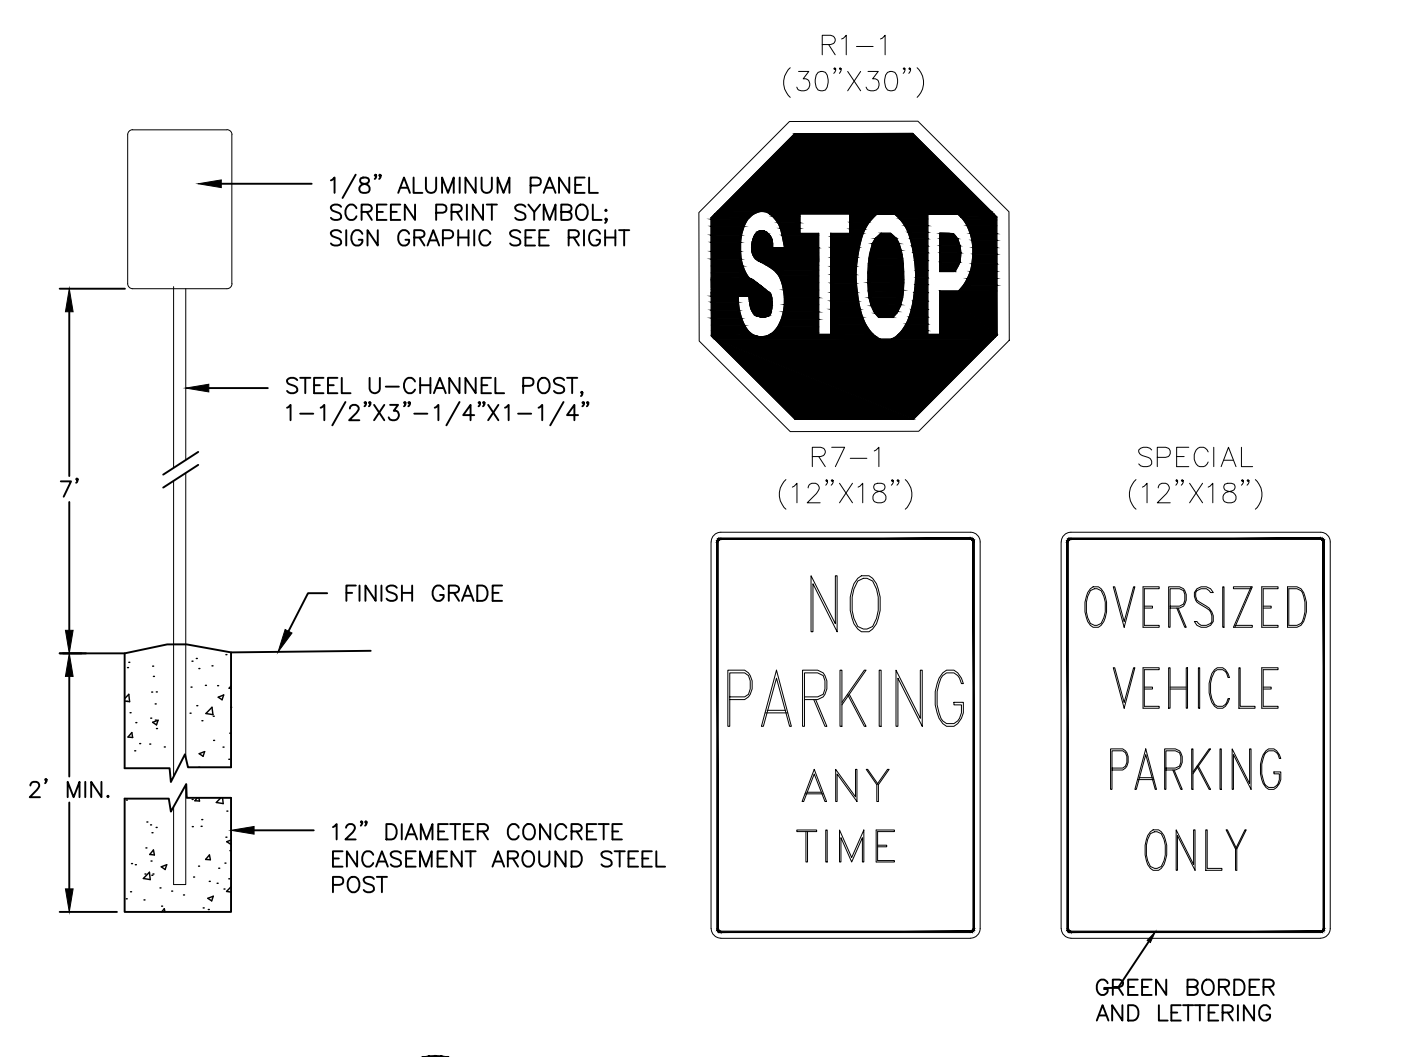 R1-1
(30"X30")
STOP
1/8" ALUMINUM PANEL
SCREEN PRINT SYMBOL;
SIGN GRAPHIC SEE RIGHT
STEEL U-CHANNEL POST,
1-1/2"X3"-1/4"X1-1/4"
7'
FINISH GRADE
2' MIN.
12" DIAMETER CONCRETE
ENCASEMENT AROUND STEEL
POST
R7-1
(12"X18")
NO
PARKING
ANY
TIME
SPECIAL
(12"X18")
OVERSIZED
VEHICLE
PARKING
ONLY
GREEN BORDER
AND LETTERING